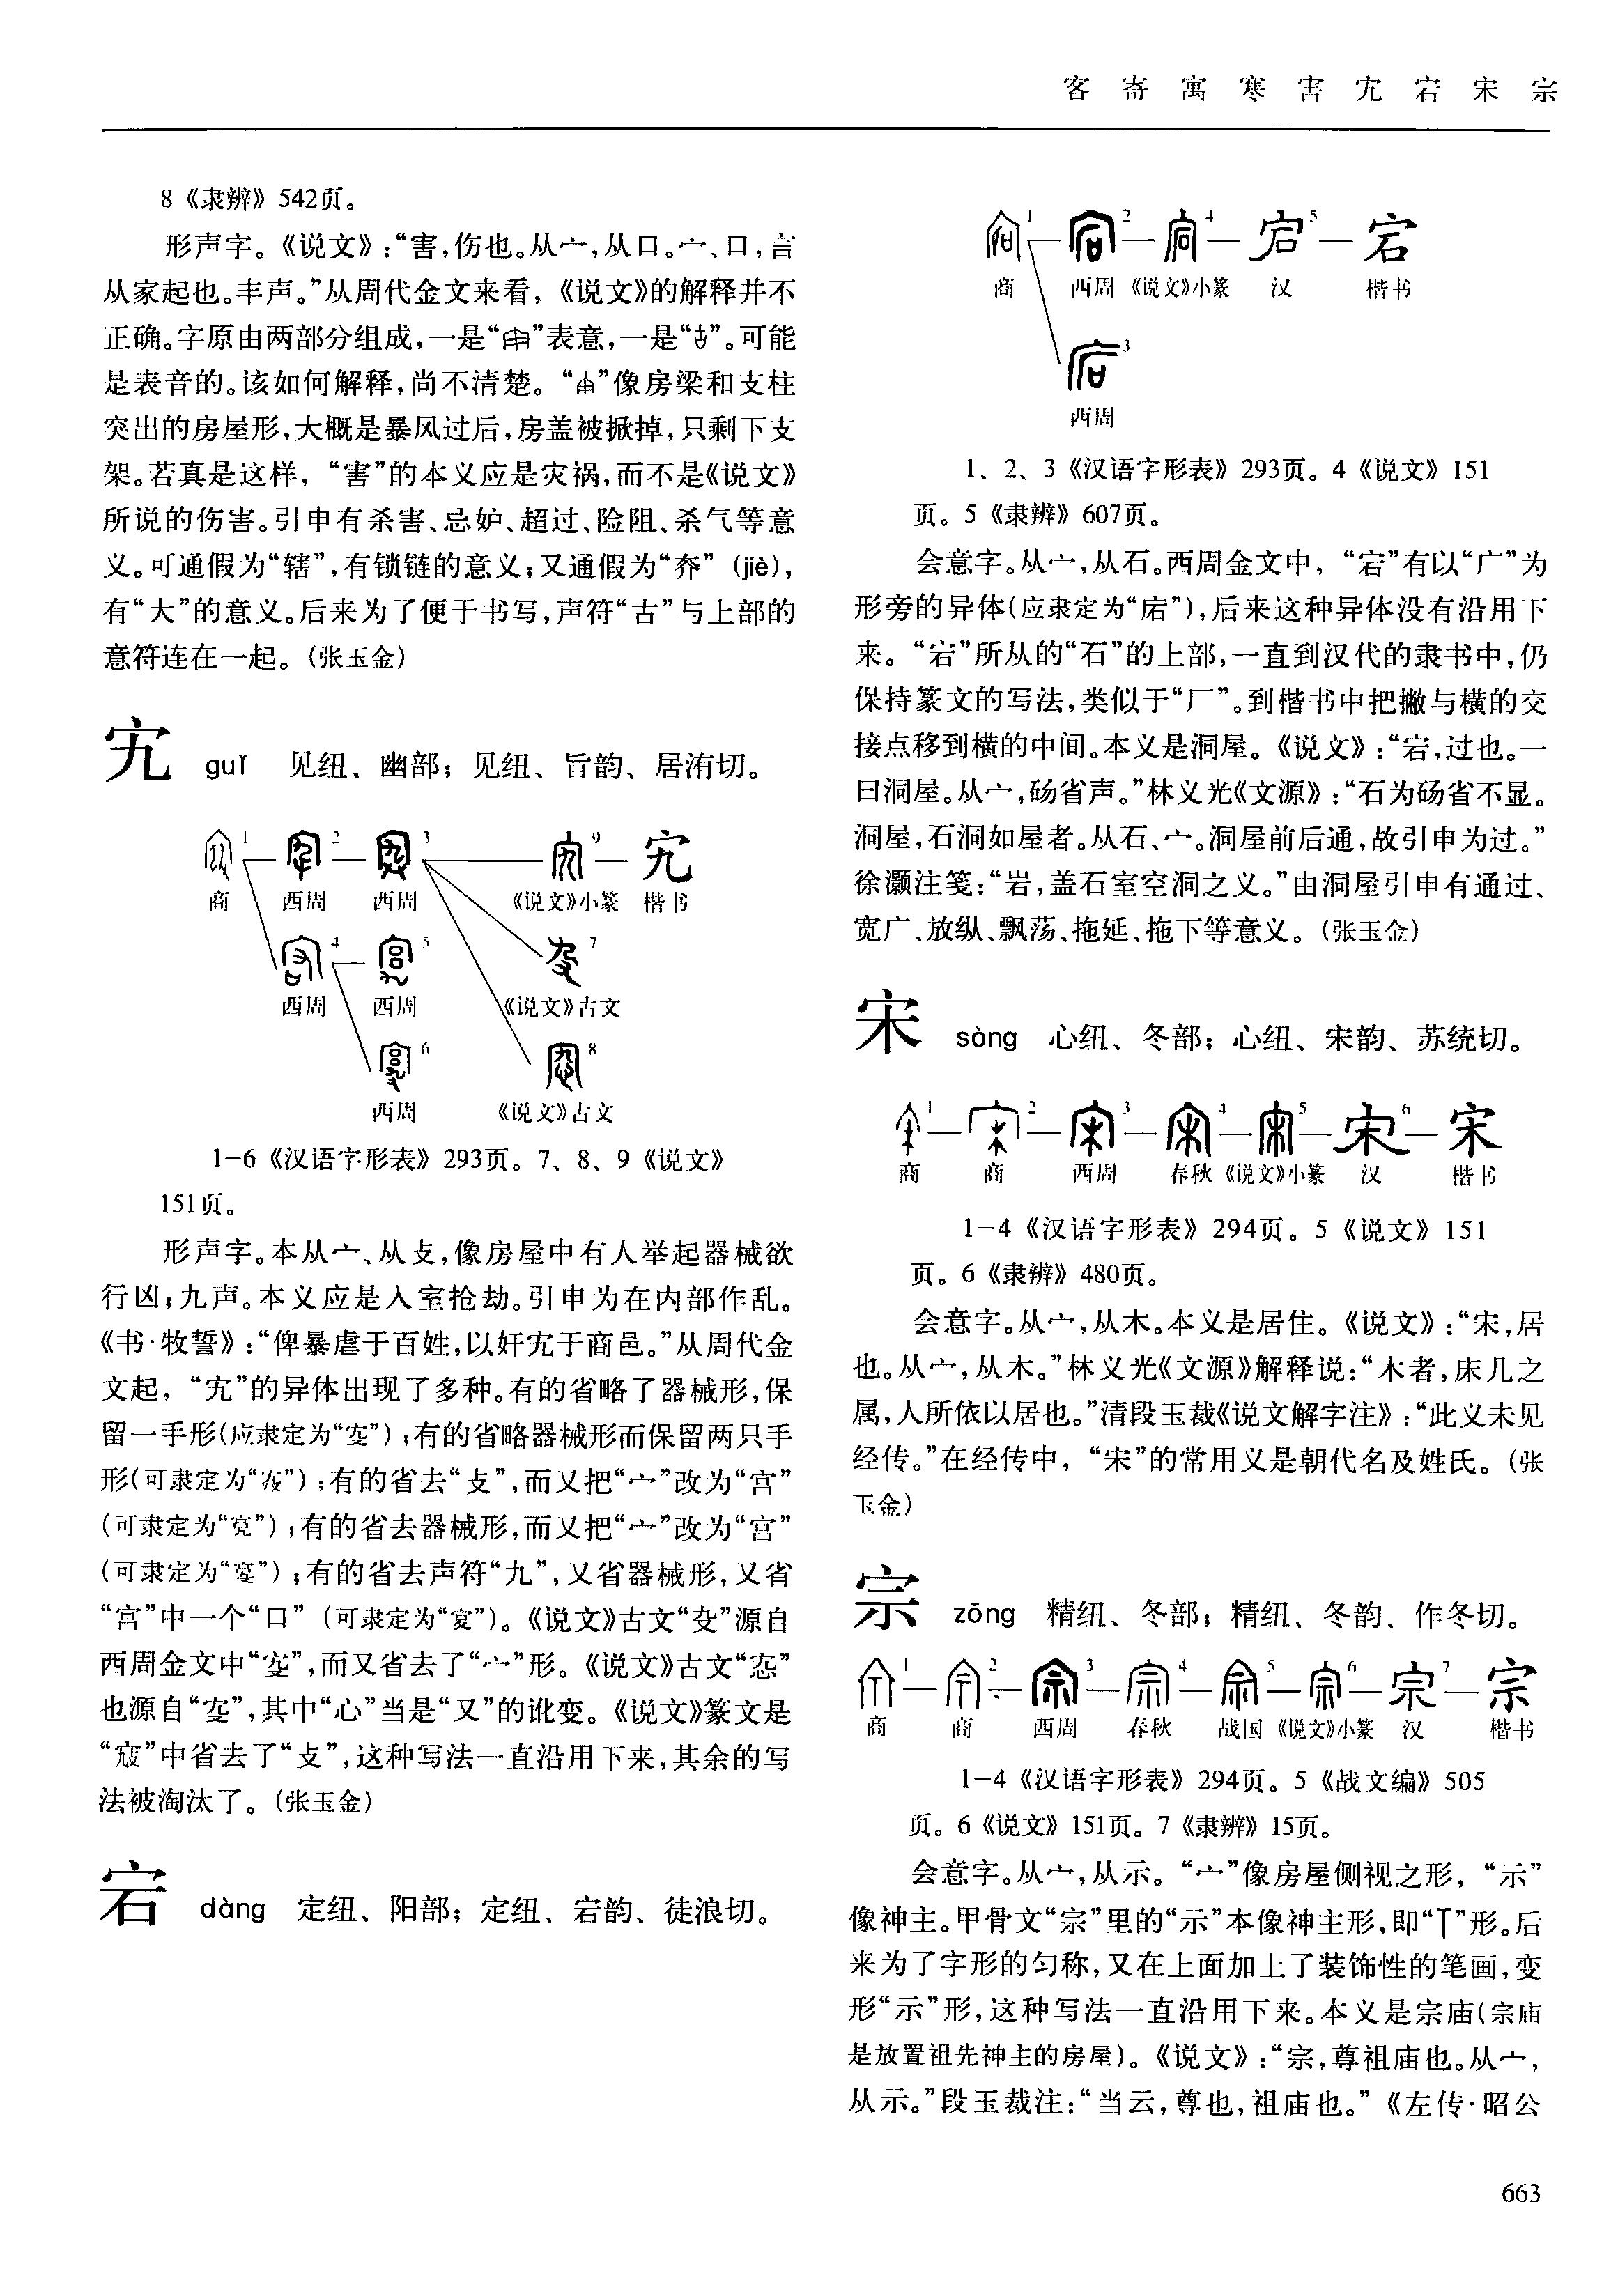 客 寄 寓 寒 害 宄 宕 宋 宗
8《隶辨》542页。
形声字。《说文》:“害,伤也。从宀,从口。宀、口,言
从家起也。丯声。”从周代金文来看,《说文》的解释并不
正确。字原由两部分组成,一是“”表意,一是“”。可能
是表音的。该如何解释,尚不清楚。“”像房梁和支柱
突出的房屋形,大概是暴风过后,房盖被掀掉,只剩下支
架。若真是这样,“害”的本义应是灾祸,而不是《说文》
所说的伤害。引申有杀害、忌妒、超过、险阻、杀气等意
义。可通假为“辖”,有锁链的意义;又通假为“夼”(jiè),
有“大”的意义。后来为了便于书写,声符“古”与上部的
意符连在一起。(张玉金)
宄 guǐ 见纽、幽部;见纽、旨韵、居洧切。
1 2 3 9 宄
商 西周 西周 《说文》小篆 楷书
4 5 7
西周 西周 《说文》古文
6 8
西周 《说文》古文
1-6《汉语字形表》293页。7、8、9《说文》
151页。
形声字。本从宀、从攴,像房屋中有人举起器械欲
行凶;九声。本义应是入室抢劫。引申为在内部作乱。
《书·牧誓》:“俾暴虐于百姓,以奸宄于商邑。”从周代金
文起,“宄”的异体出现了多种。有的省略了器械形,保
留一手形(应隶定为“”);有的省略器械形而保留两只手
形(可隶定为“”);有的省去“攴”,而又把“宀”改为“宫”
(可隶定为“”);有的省去器械形,而又把“宀”改为“宫”
(可隶定为“”);有的省去声符“九”,又省器械形,又省
“宫”中一个“口”(可隶定为“”)。《说文》古文“”源自
西周金文中“”,而又省去了“宀”形。《说文》古文“”
也源自“”,其中“心”当是“又”的讹变。《说文》篆文是
“”中省去了“攴”,这种写法一直沿用下来,其余的写
法被淘汰了。(张玉金)
宕 dàng 定纽、阳部;定纽、宕韵、徒浪切。
1 2 4 5 宕
商 西周 《说文》小篆 汉 楷书
3
西周
1、2、3《汉语字形表》293页。4《说文》151
页。5《隶辨》607页。
会意字。从宀,从石。西周金文中,“宕”有以“广”为
形旁的异体(应隶定为“”),后来这种异体没有沿用下
来。“宕”所从的“石”的上部,一直到汉代的隶书中,仍
保持篆文的写法,类似于“厂”。到楷书中把撇与横的交
接点移到横的中间。本义是洞屋。《说文》:“宕,过也。一
曰洞屋。从宀,砀省声。”林义光《文源》:“石为砀省不显。
洞屋,石洞如屋者。从石、宀。洞屋前后通,故引申为过。”
徐灏注笺:“岩,盖石室空洞之义。”由洞屋引申有通过、
宽广、放纵、飘荡、拖延、拖下等意义。(张玉金)
宋 sòng 心纽、冬部;心纽、宋韵、苏统切。
1 2 3 4 5 6 宋
商 商 西周 春秋 《说文》小篆 汉 楷书
1-4《汉语字形表》294页。5《说文》151
页。6《隶辨》480页。
会意字。从宀,从木。本义是居住。《说文》:“宋,居
也。从宀,从木。”林义光《文源》解释说:“木者,床几之
属,人所依以居也。”清段玉裁《说文解字注》:“此义未见
经传。”在经传中,“宋”的常用义是朝代名及姓氏。(张
玉金)
宗 zōng 精纽、冬部;精纽、冬韵、作冬切。
1 2 3 4 5 6 7 宗
商 商 西周 春秋 战国 《说文》小篆 汉 楷书
1-4《汉语字形表》294页。5《战文编》505
页。6《说文》151页。7《隶辨》15页。
会意字。从宀,从示。“宀”像房屋侧视之形,“示”
像神主。甲骨文“宗”里的“示”本像神主形,即“”形。后
来为了字形的匀称,又在上面加上了装饰性的笔画,变
形“示”形,这种写法一直沿用下来。本义是宗庙(宗庙
是放置祖先神主的房屋)。《说文》:“宗,尊祖庙也。从宀,
从示。”段玉裁注:“当云,尊也,祖庙也。”《左传·昭公
663